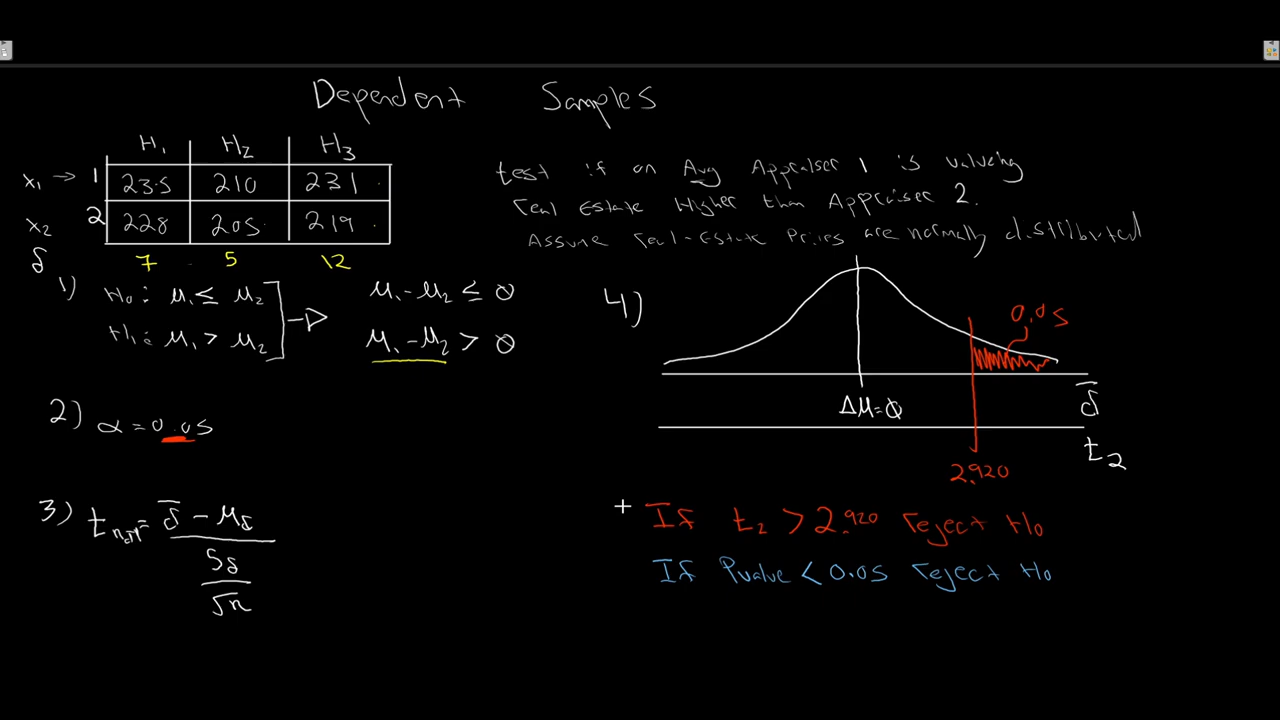 Dependent Samples
H₁ H₂ H₃
x₁ → 1 235 210 231
x₂ 2 228 205 219
δ 7 5 12
test if on Avg Appraiser 1 is valueing
real Estate Higher than Appraiser 2.
Assume real-Estate Prices are normally distributed
1) H₀: μ₁ ≤ μ₂
H₁: μ₁ > μ₂
μ₁-μ₂ ≤ 0
μ₁-μ₂ > 0
2) α = 0.05
3) t = δ̄ - μδ
Sδ
√n
4)
0.05
Δμ=0
δ̄
t₂
2.920
+ If t₂ > 2.920 reject H₀
If Pvalue < 0.05 reject H₀